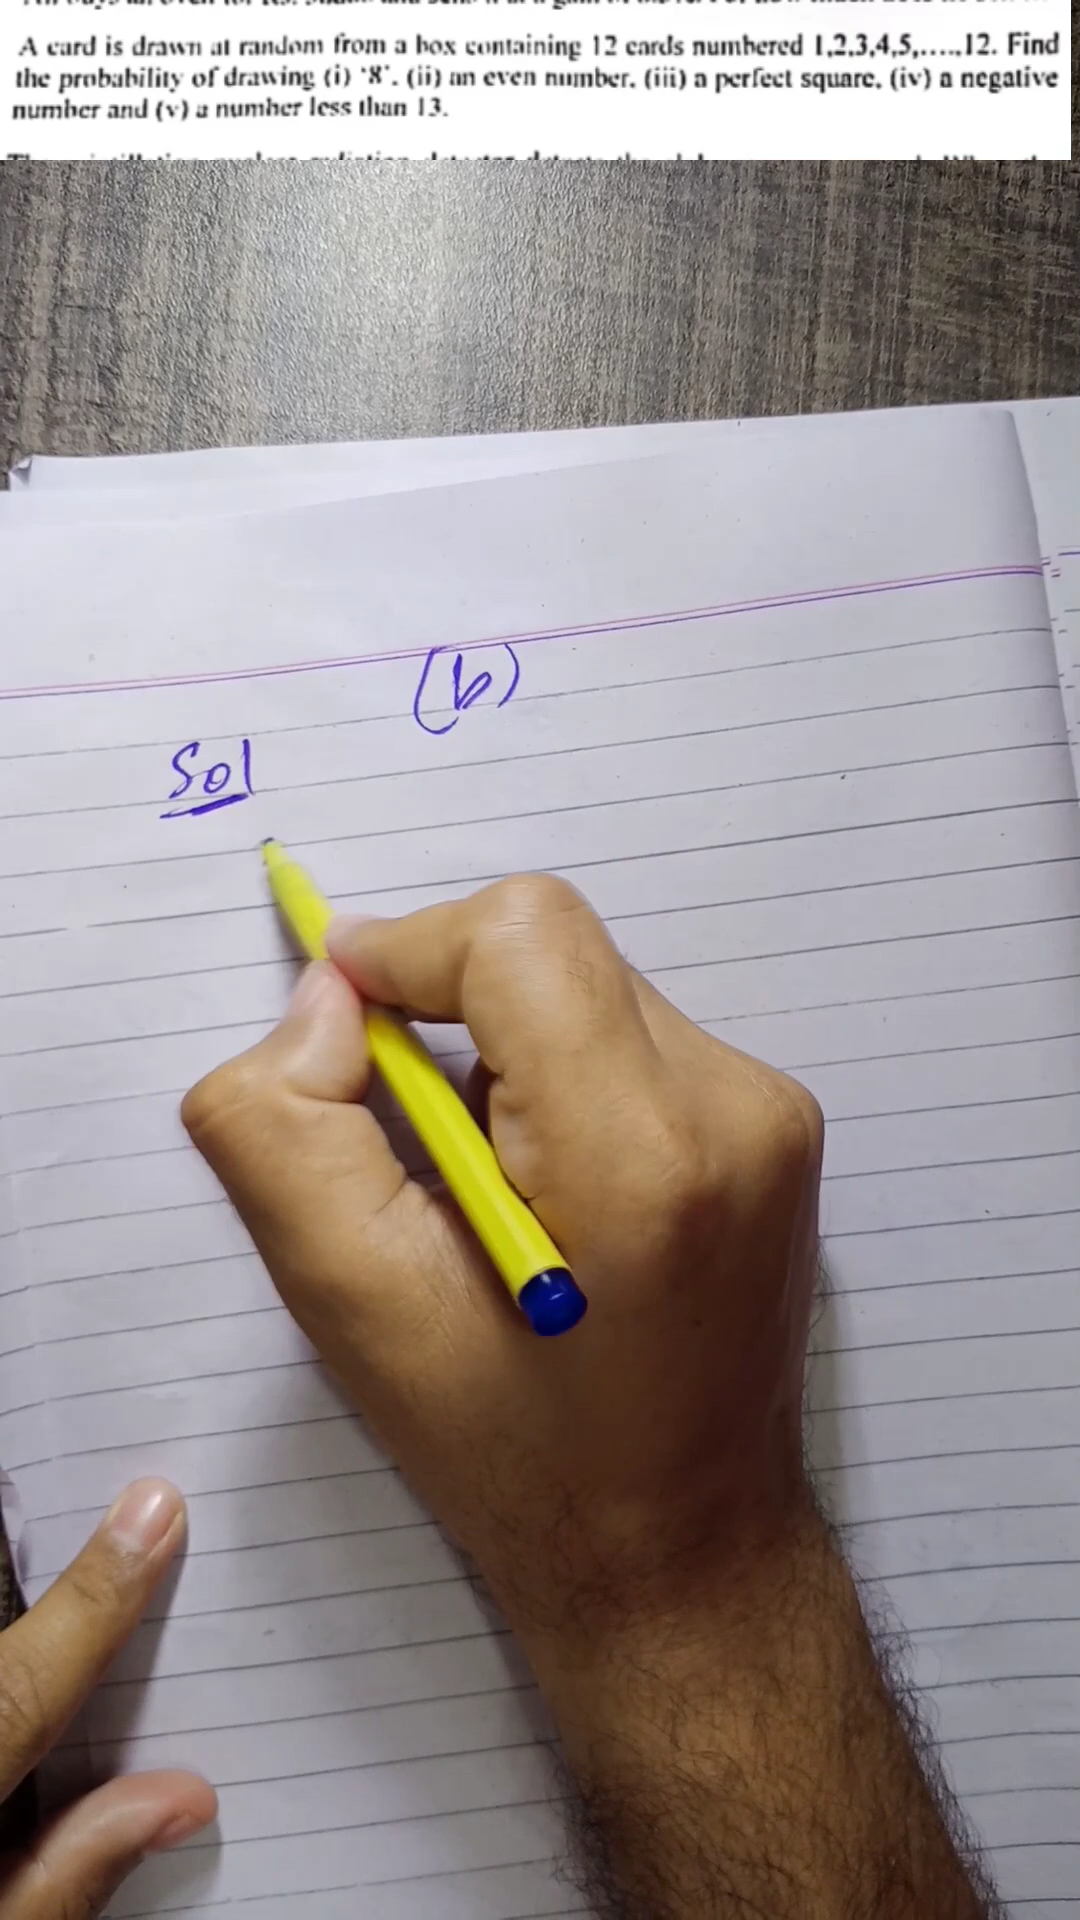 A card is drawn at random from a box containing 12 cards numbered 1,2,3,4,5,.....12. Find
the probability of drawing (i) '8'. (ii) an even number. (iii) a perfect square. (iv) a negative
number and (v) a number less than 13.
(b)
Sol